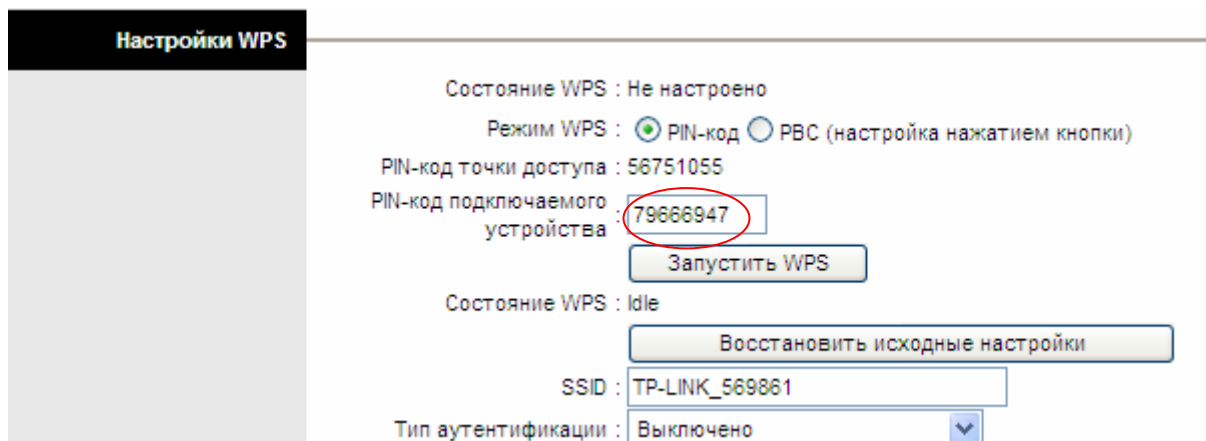 Настройки WPS
Состояние WPS : Не настроено
Режим WPS : PIN-код PBC (настройка нажатием кнопки)
PIN-код точки доступа : 56751055
PIN-код подключаемого
устройства : 79666947
Запустить WPS
Состояние WPS : Idle
Восстановить исходные настройки
SSID : TP-LINK_569861
Тип аутентификации : Выключено